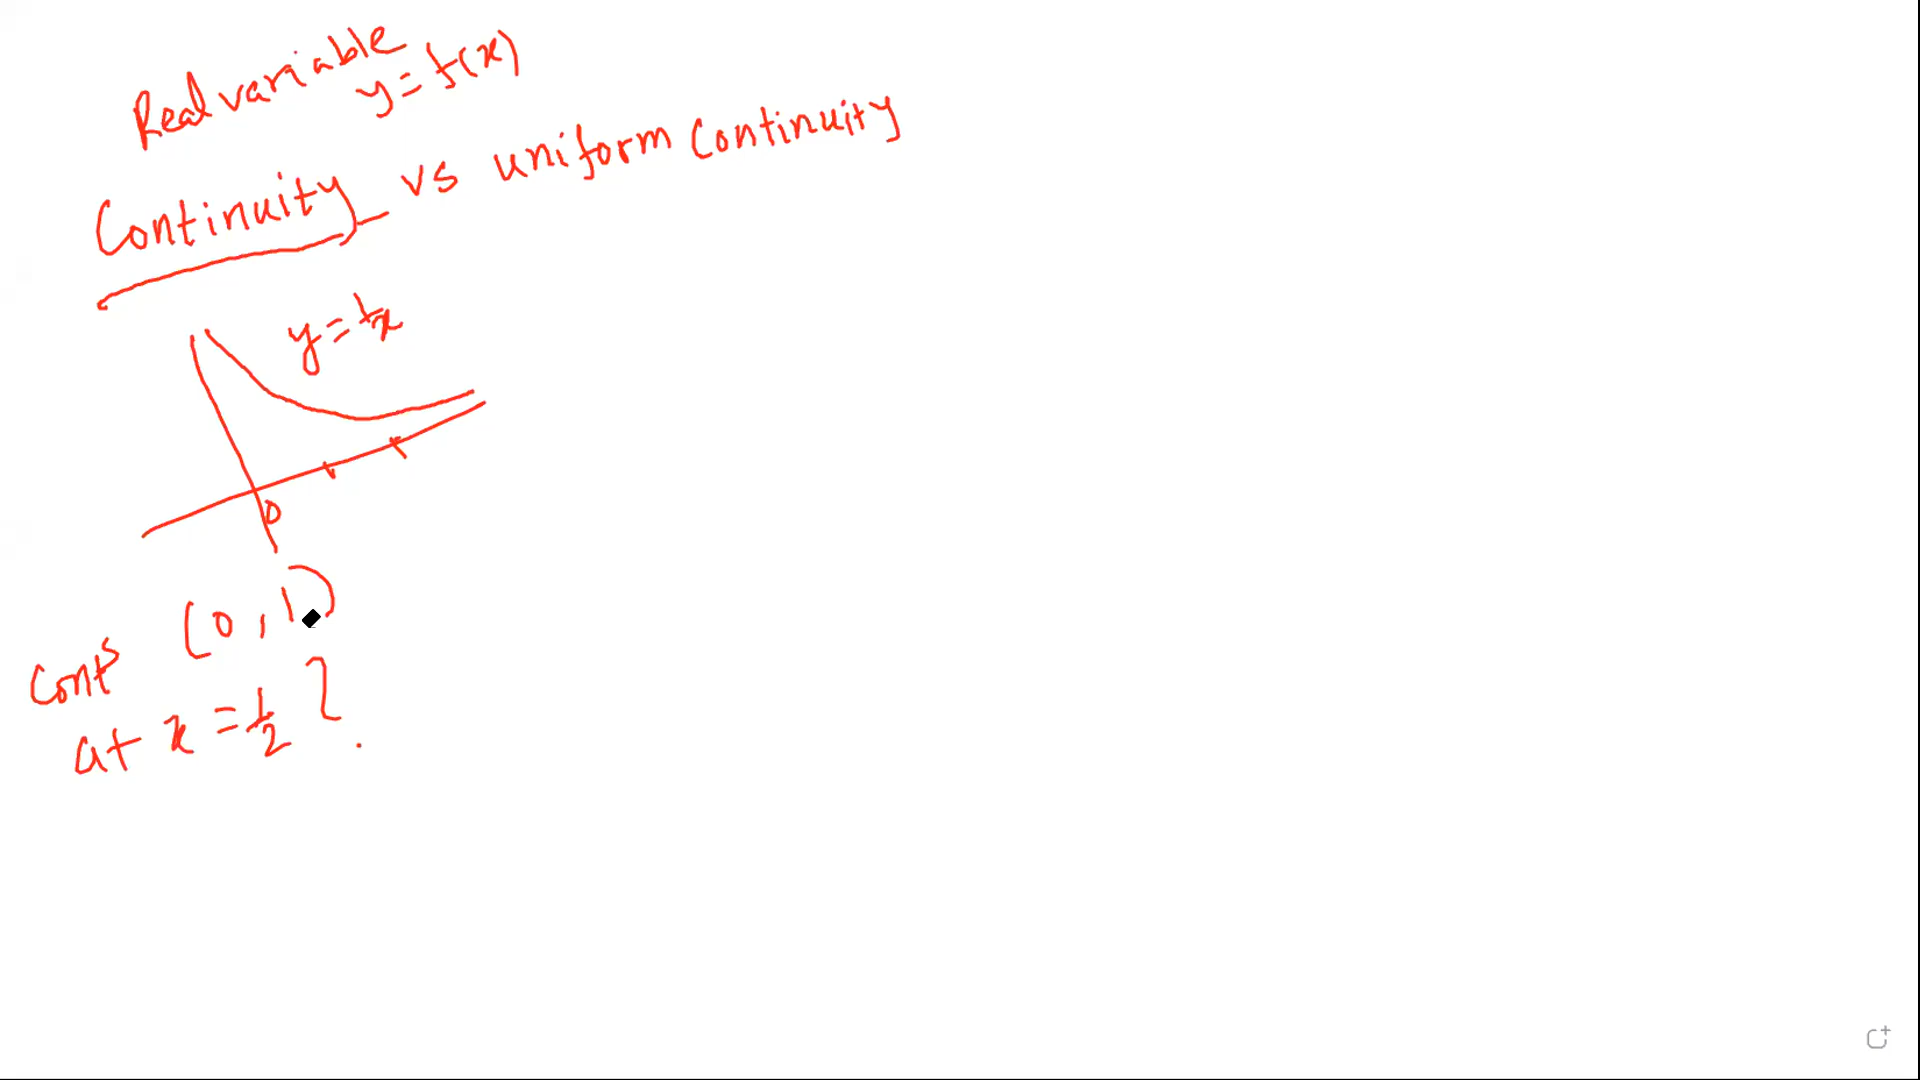 Real variable
y = f(x)
Continuity vs uniform Continuity
y = 1/x
0
(0, 1)
Conts
at x = 1/2 ?